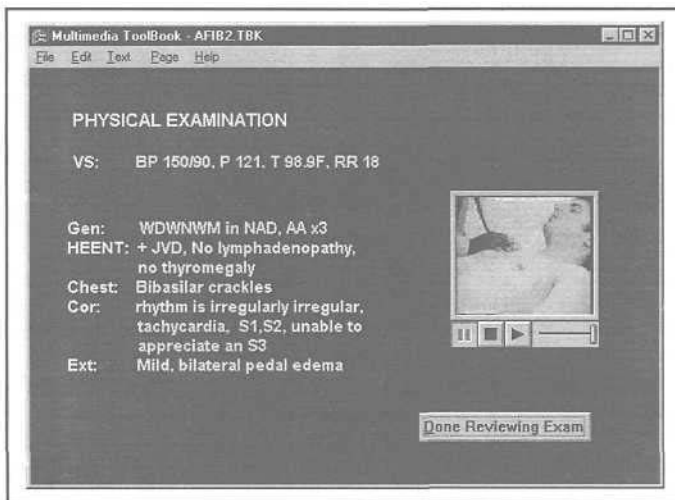 Multimedia ToolBook - AFIB2.TBK
File Edit Text Page Help
PHYSICAL EXAMINATION
VS: BP 150/90, P 121, T 98.9F, RR 18
Gen: WDWNWM in NAD, AA x3
HEENT: + JVD, No lymphadenopathy,
no thyromegaly
Chest: Bibasilar crackles
Cor: rhythm is irregularly irregular,
tachycardia, S1,S2, unable to
appreciate an S3
Ext: Mild, bilateral pedal edema
Done Reviewing Exam